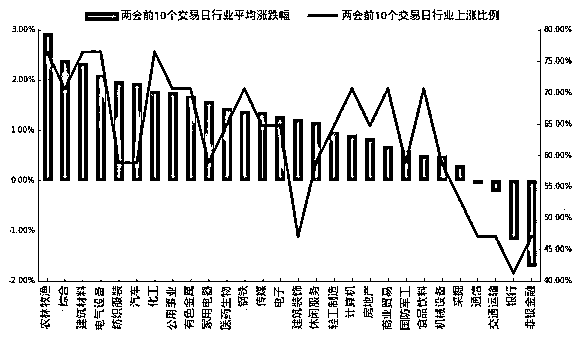 两会前10个交易日行业平均涨跌幅
两会前10个交易日行业上涨比例
3.00%
2.00%
1.00%
0.00%
-1.00%
-2.00%
80.00%
75.00%
70.00%
65.00%
60.00%
55.00%
50.00%
45.00%
40.00%
农林牧渔
综合
建筑材料
电气设备
纺织服装
汽车
化工
公用事业
有色金属
家用电器
医药生物
钢铁
传媒
电子
建筑装饰
休闲服务
轻工制造
计算机
房地产
商业贸易
国防军工
食品饮料
机械设备
采掘
通信
交通运输
银行
非银金融